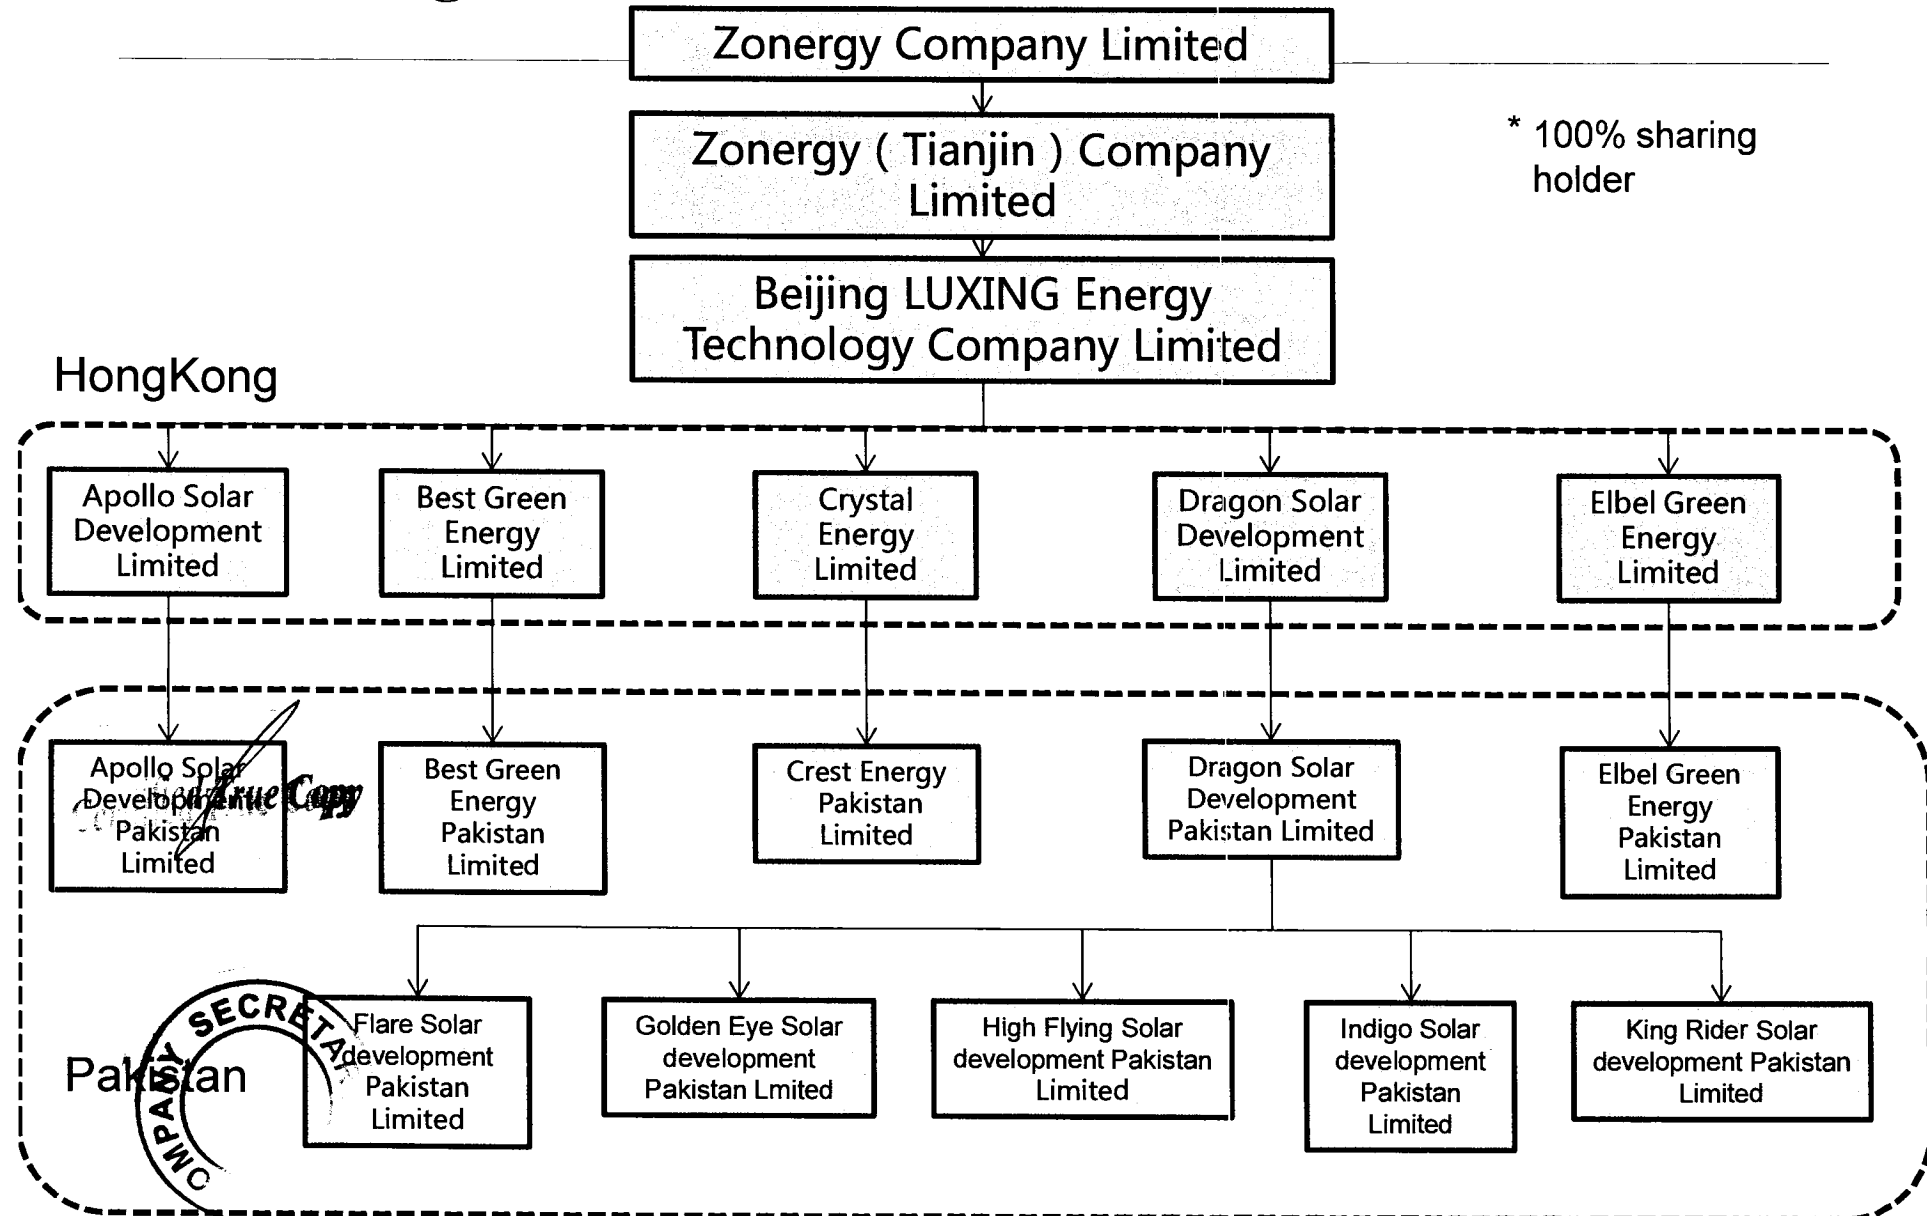 Zonergy Company Limited
Zonergy ( Tianjin ) Company
Limited
* 100% sharing
holder
Beijing LUXING Energy
Technology Company Limited
HongKong
Apollo Solar
Development
Limited
Best Green
Energy
Limited
Crystal
Energy
Limited
Dragon Solar
Development
Limited
Elbel Green
Energy
Limited
Apollo Solar
Development
Pakistan
Limited
True Copy
Best Green
Energy
Pakistan
Limited
Crest Energy
Pakistan
Limited
Dragon Solar
Development
Pakistan Limited
Elbel Green
Energy
Pakistan
Limited
Pakistan
OMPANY SECRETA
Flare Solar
development
Pakistan
Limited
Golden Eye Solar
development
Pakistan Lmited
High Flying Solar
development Pakistan
Limited
Indigo Solar
development
Pakistan
Limited
King Rider Solar
development Pakistan
Limited